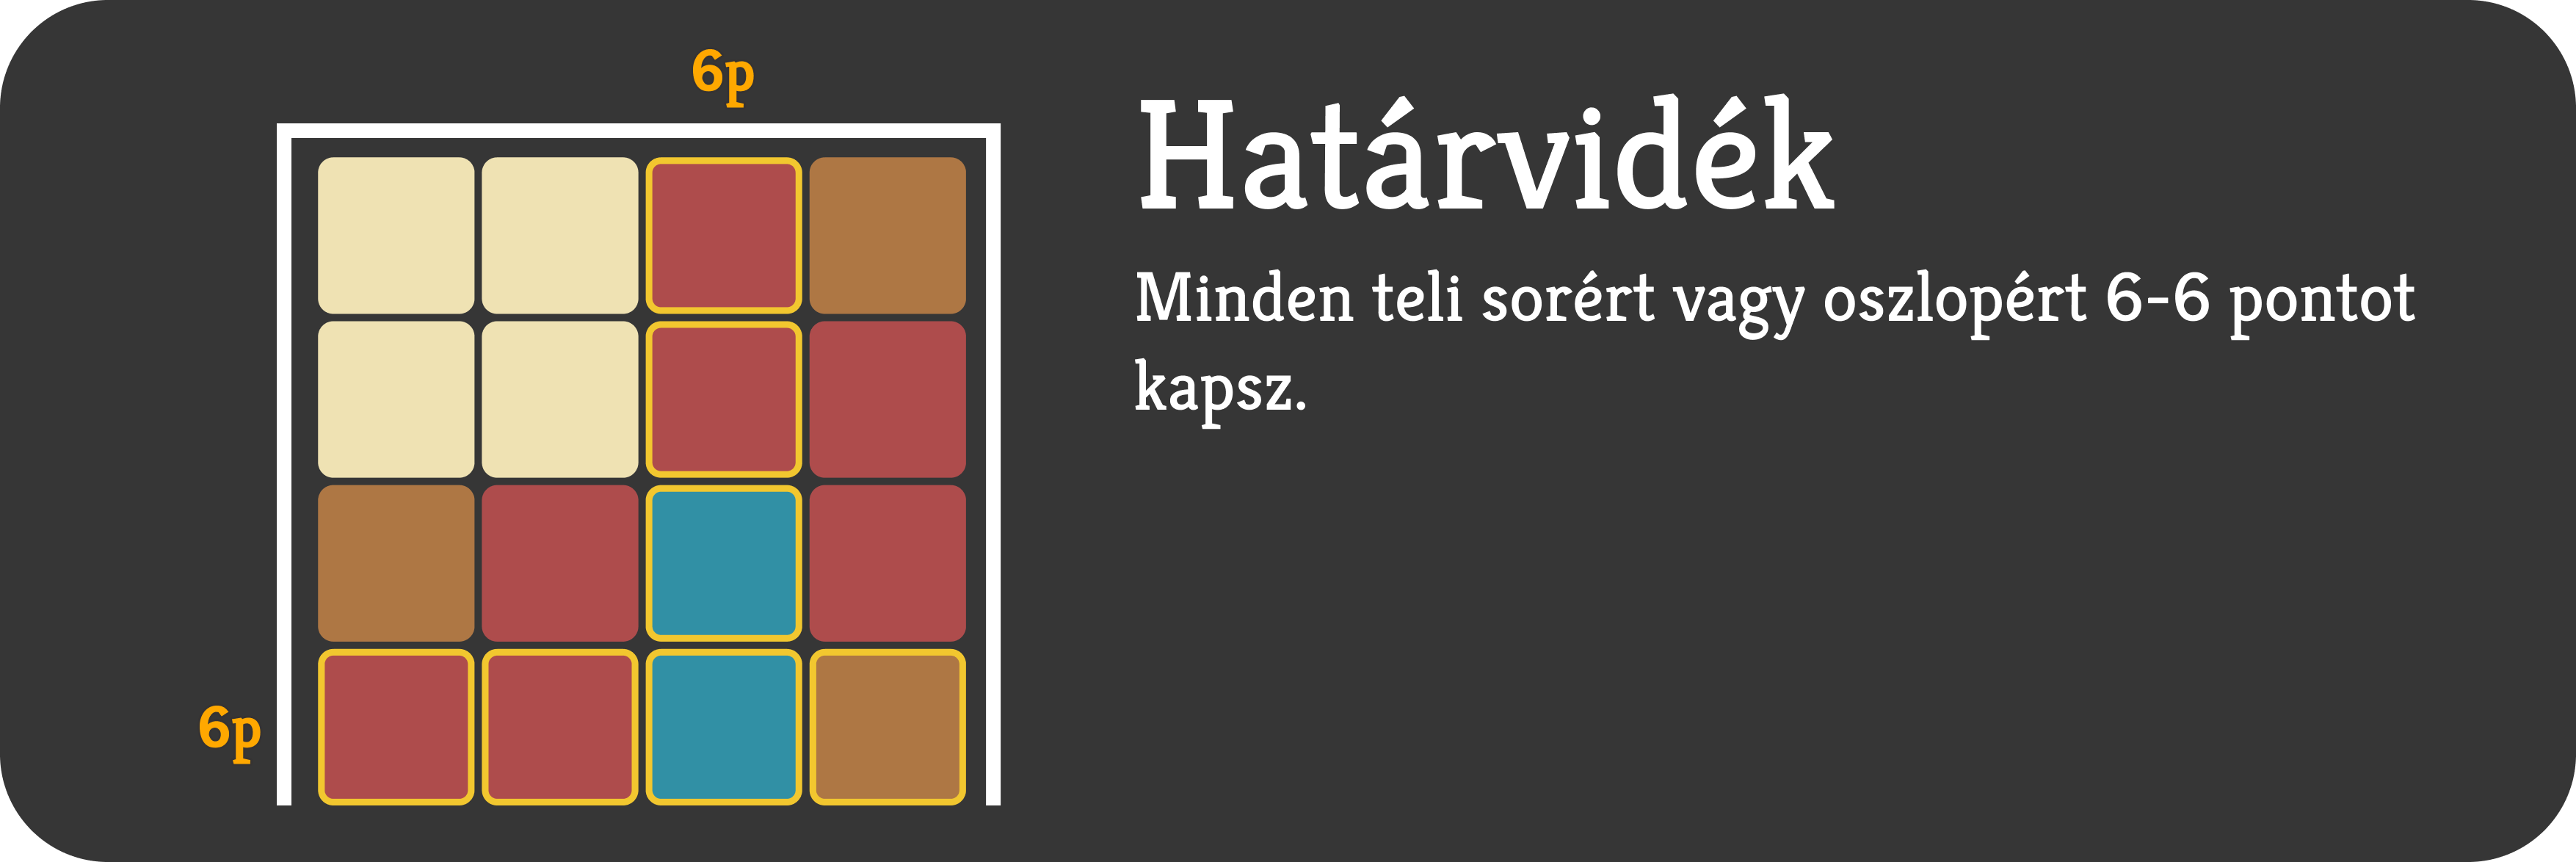 6p
Határvidék
Minden teli sorért vagy oszlopért 6-6 pontot
kapsz.
6p